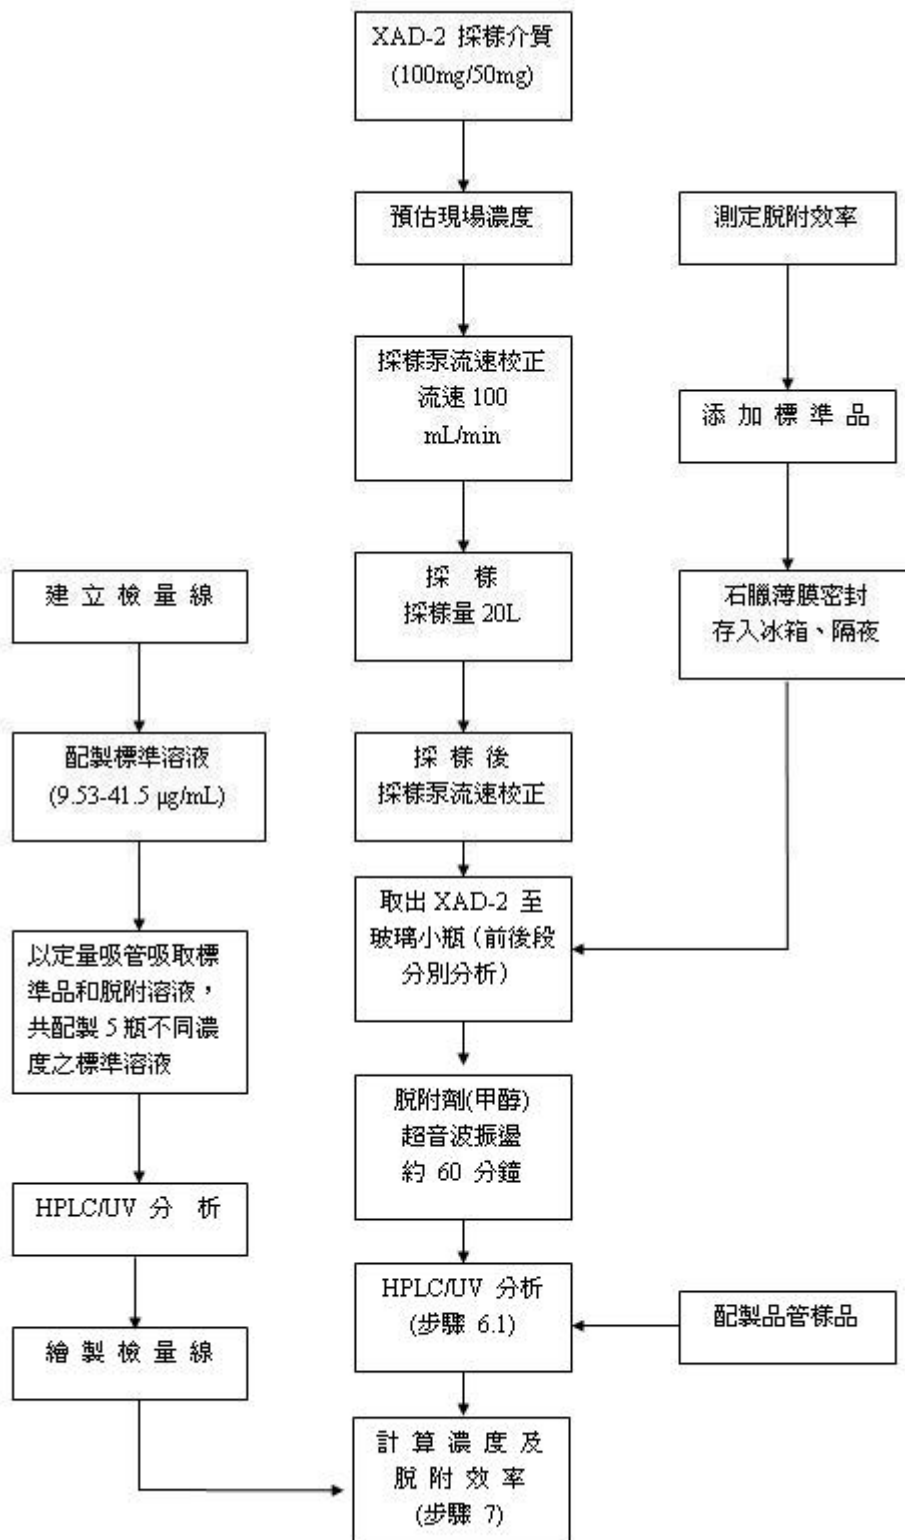 XAD-2 採樣介質
(100mg/50mg)
預估現場濃度
測定脫附效率
採樣泵流速校正
流速 100
mL/min
添 加 標 準 品
建 立 檢 量 線
採 樣
採樣量 20L
石臘薄膜密封
存入冰箱、隔夜
配製標準溶液
(9.53-41.5 μg/mL)
採 樣 後
採樣泵流速校正
取出 XAD-2 至
玻璃小瓶（前後段
分別分析）
以定量吸管吸取標
準品和脫附溶液，
共配製 5 瓶不同濃
度之標準溶液
脫附劑(甲醇)
超音波振盪
約 60 分鐘
HPLC/UV 分 析
HPLC/UV 分析
(步驟 6.1)
配製品管樣品
繪 製 檢 量 線
計 算 濃 度 及
脫 附 效 率
(步驟 7)